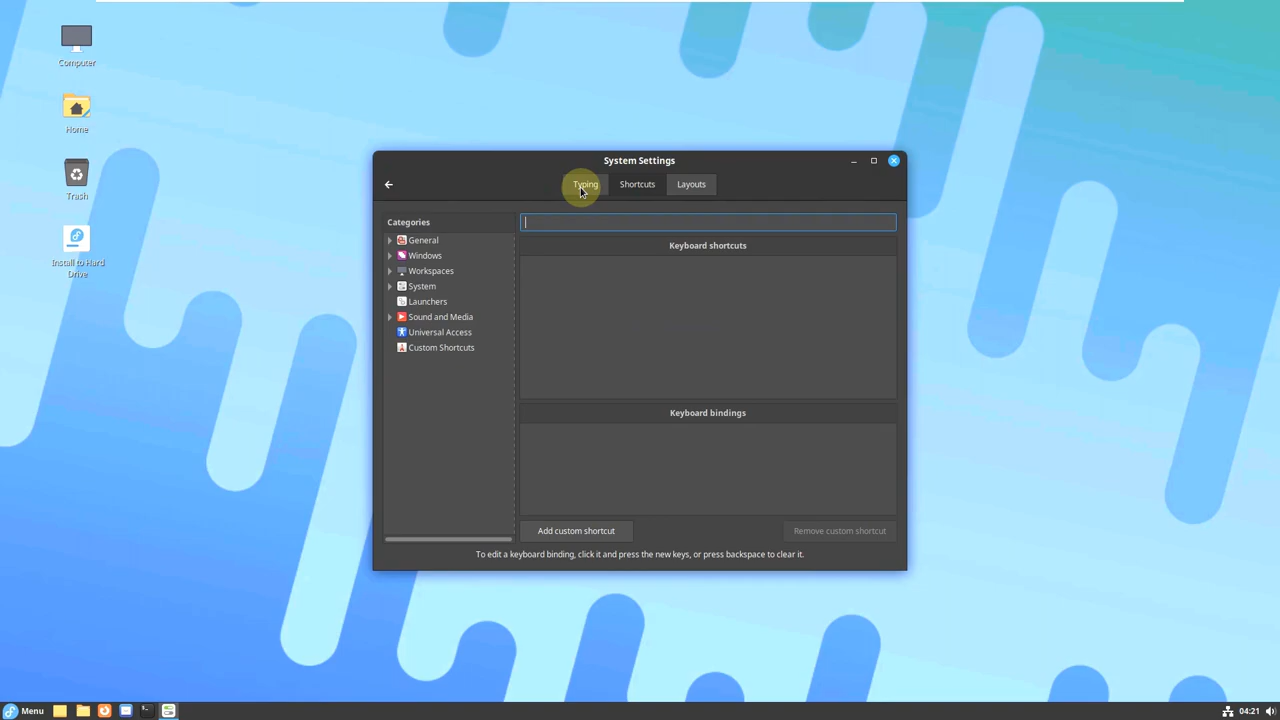 Computer
Home
Trash
Install to Hard
Drive
System Settings
Typing
Shortcuts
Layouts
Categories
General
Windows
Workspaces
System
Launchers
Sound and Media
Universal Access
Custom Shortcuts
Keyboard shortcuts
Keyboard bindings
Add custom shortcut
Remove custom shortcut
To edit a keyboard binding, click it and press the new keys, or press backspace to clear it.
Menu
04:21